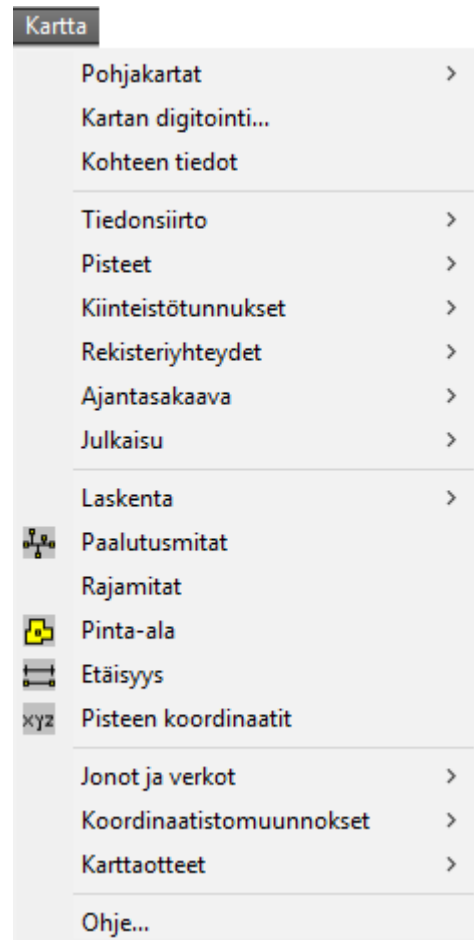 Kartta
Pohjakartat
Kartan digitointi...
Kohteen tiedot
Tiedonsiirto
Pisteet
Kiinteistötunnukset
Rekisteriyhteydet
Ajantasakaava
Julkaisu
Laskenta
Paalutusmitat
Rajamitat
Pinta-ala
Etäisyys
xyz Pisteen koordinaatit
Jonot ja verkot
Koordinaatistomuunnokset
Karttaotteet
Ohje...